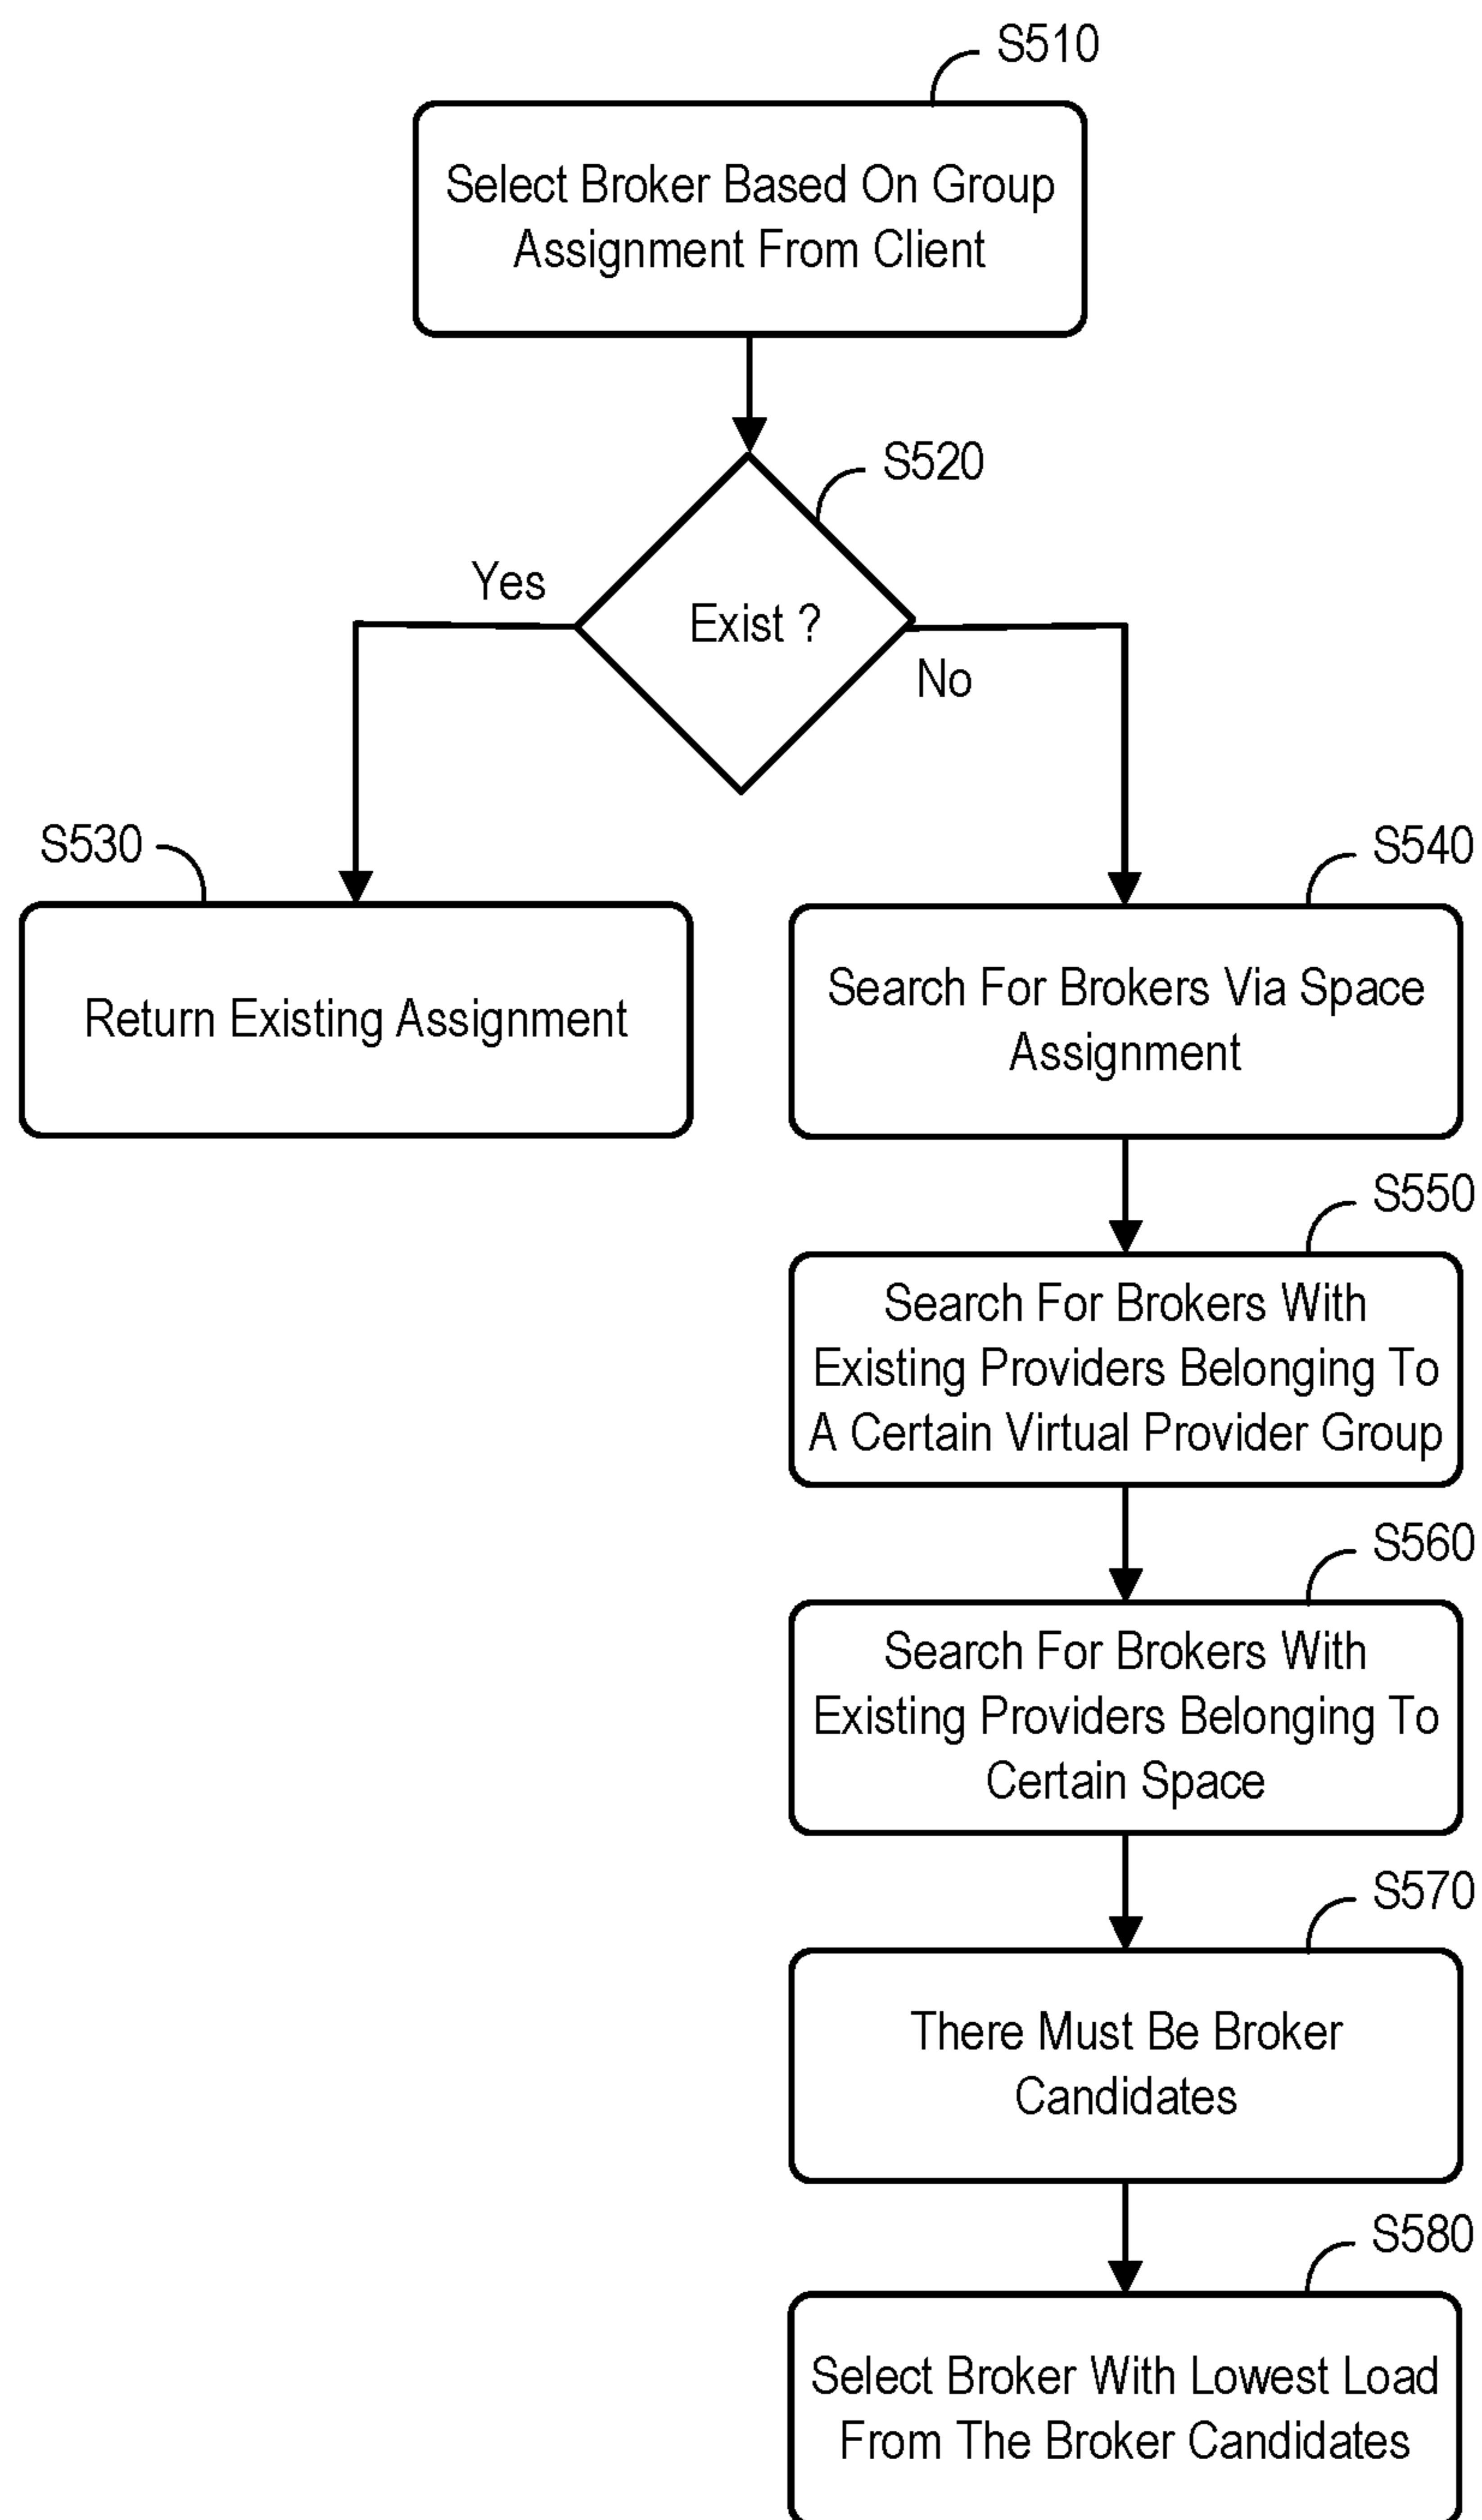 S510
Select Broker Based On Group
Assignment From Client
S520
Yes
Exist ?
No
S530
Return Existing Assignment
S540
Search For Brokers Via Space
Assignment
S550
Search For Brokers With
Existing Providers Belonging To
A Certain Virtual Provider Group
S560
Search For Brokers With
Existing Providers Belonging To
Certain Space
S570
There Must Be Broker
Candidates
S580
Select Broker With Lowest Load
From The Broker Candidates